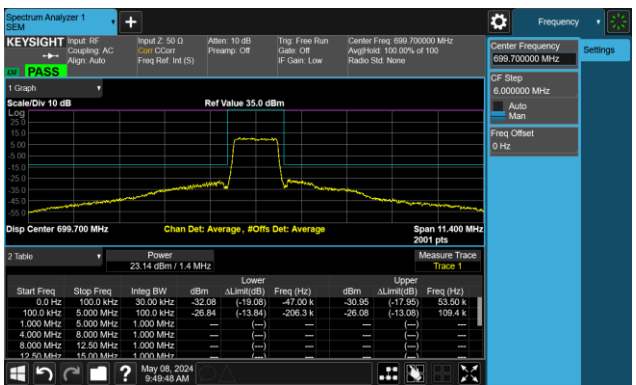 Spectrum Analyzer 1
SEM
Frequency
KEYSIGHT
Input: RF
Coupling: AC
Align: Auto
Input Z: 50 Ω
Corr CCorr
Freq Ref: Int (S)
Atten: 10 dB
Preamp: Off
Trig: Free Run
Gate: Off
IF Gain: Low
Center Freq: 699.700000 MHz
Avg|Hold: 100.00% of 100
Radio Std: None
PASS
Center Frequency
699.700000 MHz
Settings
CF Step
6.000000 MHz
Auto
Man
Freq Offset
0 Hz
1 Graph
Scale/Div 10 dB
Ref Value 35.0 dBm
Log
25.0
15.0
5.00
-5.00
-15.0
-25.0
-35.0
-45.0
-55.0
Disp Center 699.700 MHz
Chan Det: Average, #Offs Det: Average
Span 11.400 MHz
2001 pts
2 Table
Power
23.14 dBm / 1.4 MHz
Measure Trace
Trace 1
Lower Upper
Start Freq Stop Freq Integ BW dBm ΔLimit(dB) Freq (Hz) dBm ΔLimit(dB) Freq (Hz)
0.0 Hz 100.0 kHz 30.00 kHz -32.08 (-19.08) -47.00 k -30.95 (-17.95) 53.50 k
100.0 kHz 5.000 MHz 100.0 kHz -26.84 (-13.84) -206.3 k -26.08 (-13.08) 109.4 k
1.000 MHz 5.000 MHz 1.000 MHz --- (---) --- --- (---) ---
4.000 MHz 8.000 MHz 1.000 MHz --- (---) --- --- (---) ---
8.000 MHz 12.50 MHz 1.000 MHz --- (---) --- --- (---) ---
12.50 MHz 15.00 MHz 1.000 MHz --- (---) --- --- (---) ---
May 08, 2024
9:49:48 AM